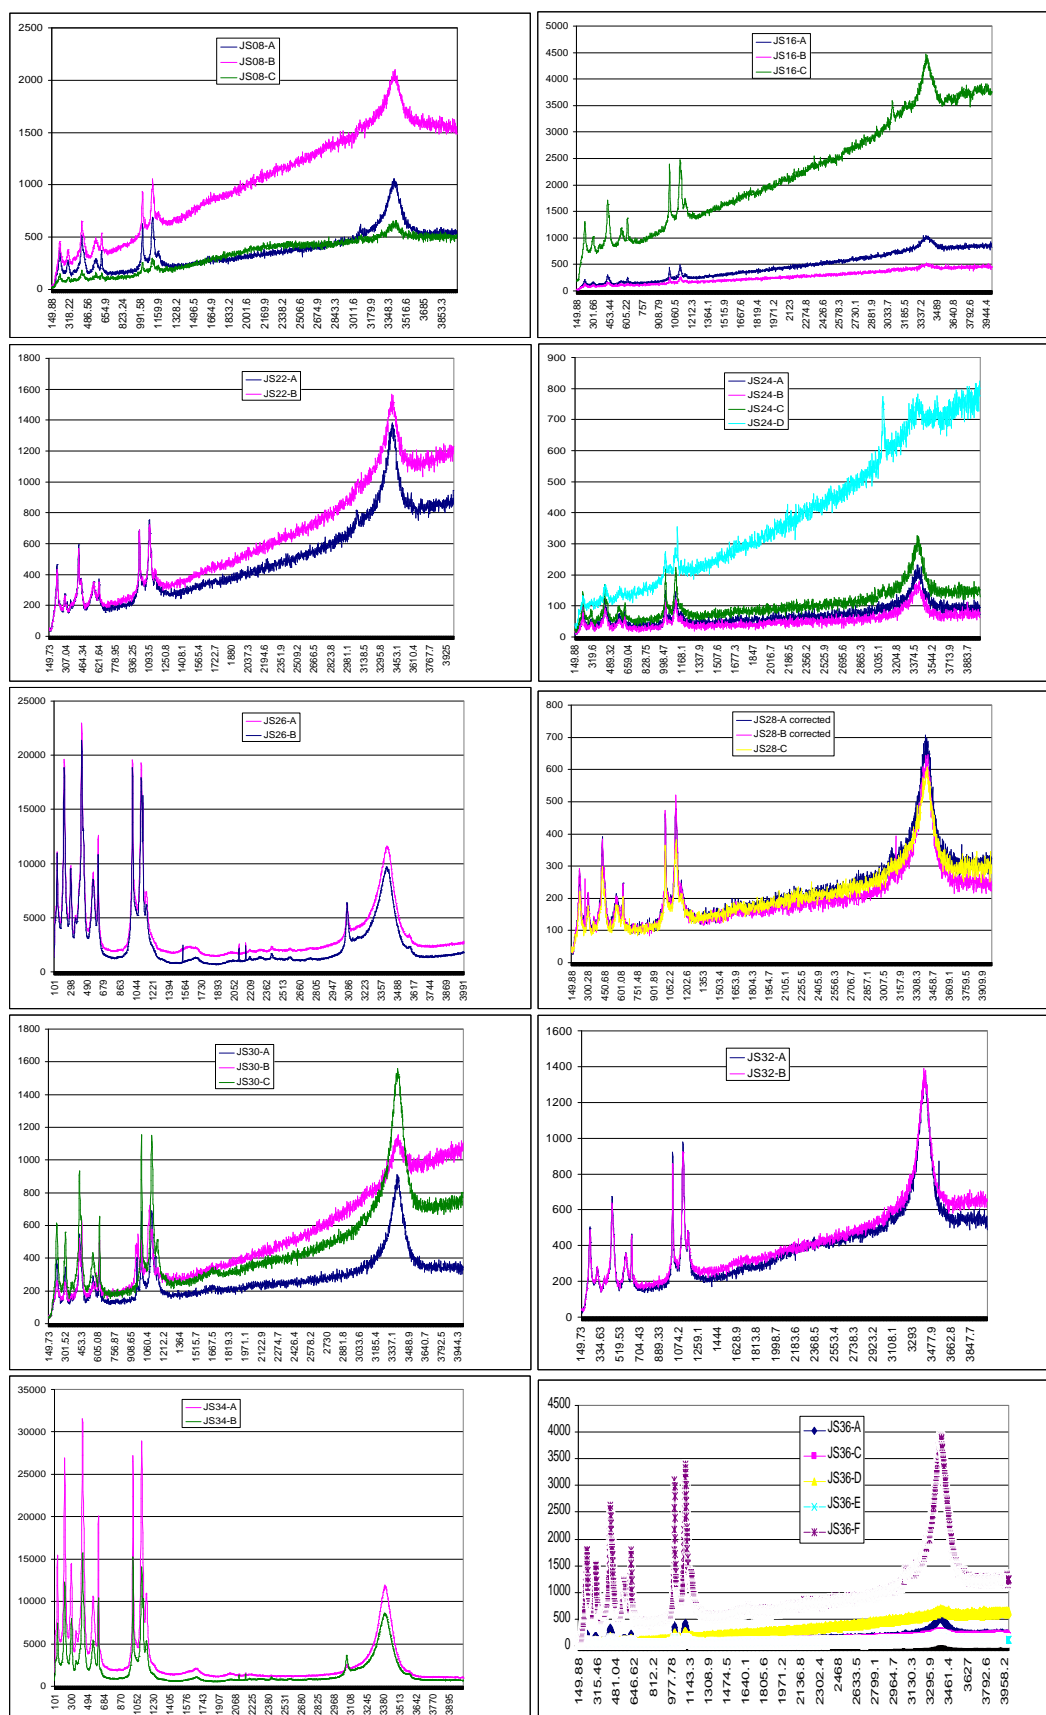 2500
2000
1500
1000
500
0
JS08-A
JS08-B
JS08-C
149.88 318.22 486.56 654.9 823.24 991.58 1159.9 1328.2 1496.5 1664.9 1833.2 2001.6 2169.9 2338.2 2506.6 2674.9 2843.3 3011.6 3179.9 3348.3 3516.6 3685 3853.3
5000
4500
4000
3500
3000
2500
2000
1500
1000
500
0
JS16-A
JS16-B
JS16-C
149.88 301.66 453.44 605.22 757 908.79 1060.5 1212.3 1364.1 1515.9 1667.6 1819.4 1971.2 2123 2274.8 2426.6 2578.3 2730.1 2881.9 3033.7 3185.5 3337.2 3489 3640.8 3792.6 3944.4
1800
1600
1400
1200
1000
800
600
400
200
0
JS22-A
JS22-B
149.73 307.04 464.34 621.64 778.95 936.25 1093.5 1250.8 1408.1 1565.4 1722.7 1880 2037.3 2194.6 2351.9 2509.2 2666.5 2823.8 2981.1 3138.5 3295.8 3453.1 3610.4 3767.7 3925
900
800
700
600
500
400
300
200
100
0
JS24-A
JS24-B
JS24-C
JS24-D
149.88 319.6 489.32 659.04 828.75 998.47 1168.1 1337.9 1507.6 1677.3 1847 2016.7 2186.5 2356.2 2525.9 2695.6 2865.3 3035.1 3204.8 3374.5 3544.2 3713.9 3883.7
25000
20000
15000
10000
5000
0
JS26-A
JS26-B
101 298 490 679 863 1044 1221 1394 1564 1730 1893 2052 2209 2362 2513 2660 2805 2947 3086 3223 3357 3488 3617 3744 3869 3991
800
700
600
500
400
300
200
100
0
JS28-A corrected
JS28-B corrected
JS28-C
149.88 300.28 450.68 601.08 751.48 901.89 1052.2 1202.6 1353 1503.4 1653.9 1804.3 1954.7 2105.1 2255.5 2405.9 2556.3 2706.7 2857.1 3007.5 3157.9 3308.3 3458.7 3609.1 3759.5 3909.9
1800
1600
1400
1200
1000
800
600
400
200
0
JS30-A
JS30-B
JS30-C
149.73 301.52 453.3 605.08 756.87 908.65 1060.4 1212.2 1364 1515.7 1667.5 1819.3 1971.1 2122.9 2274.7 2426.4 2578.2 2730 2881.8 3033.6 3185.4 3337.1 3488.9 3640.7 3792.5 3944.3
1600
1400
1200
1000
800
600
400
200
0
JS32-A
JS32-B
149.73 334.63 519.53 704.43 889.33 1074.2 1259.1 1444 1628.9 1813.8 1998.7 2183.6 2368.5 2553.4 2738.3 2923.2 3108.1 3293 3477.9 3662.8 3847.7
35000
30000
25000
20000
15000
10000
5000
0
JS34-A
JS34-B
101 300 494 684 870 1052 1230 1405 1576 1743 1907 2068 2225 2380 2531 2680 2825 2968 3108 3245 3380 3513 3642 3770 3895
4500
4000
3500
3000
2500
2000
1500
1000
500
0
JS36-A
JS36-C
JS36-D
JS36-E
JS36-F
149.88 315.46 481.04 646.62 812.2 977.78 1143.3 1308.9 1474.5 1640.1 1805.6 1971.2 2136.8 2302.4 2468 2633.5 2799.1 2964.7 3130.3 3295.9 3461.4 3627 3792.6 3958.2